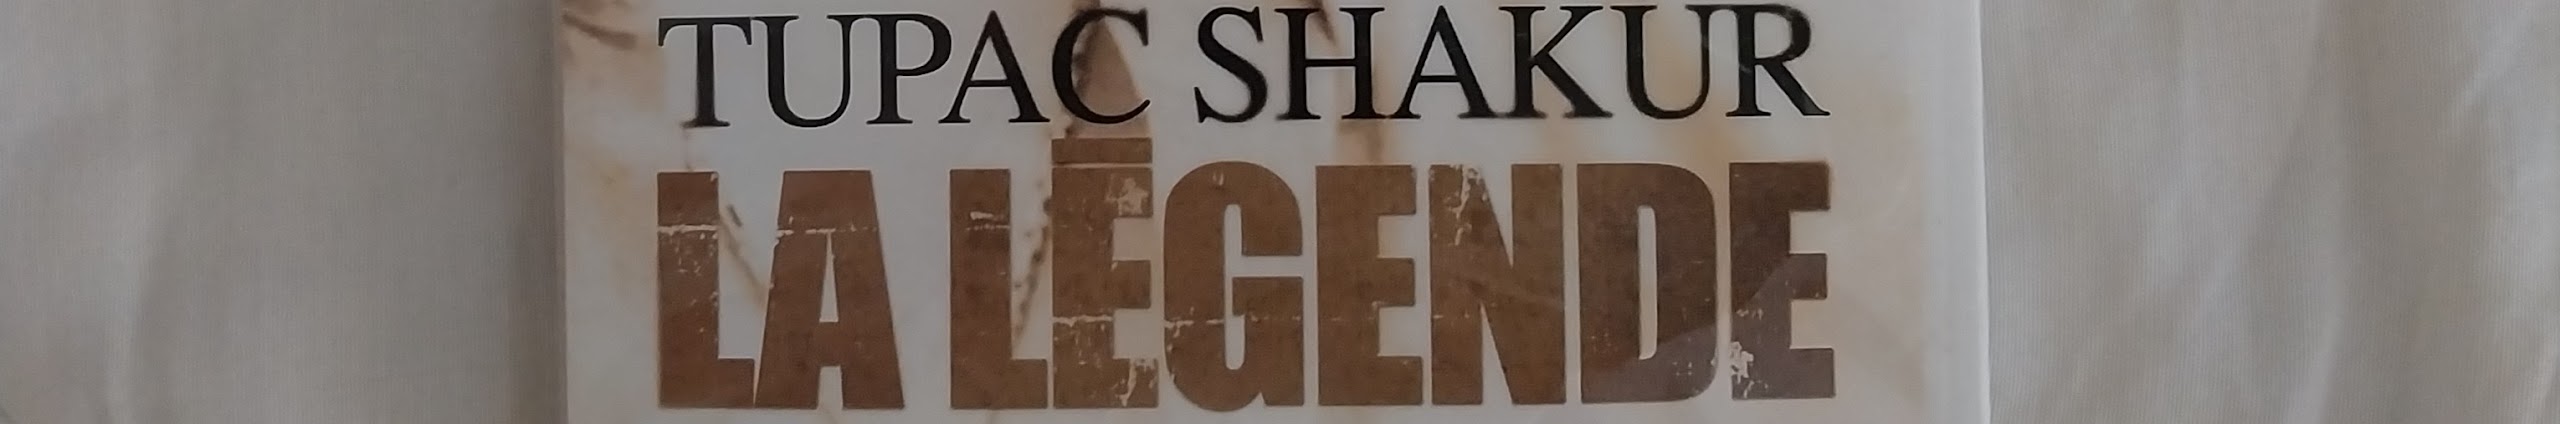 TUPAC SHAKUR
LA LÉGENDE